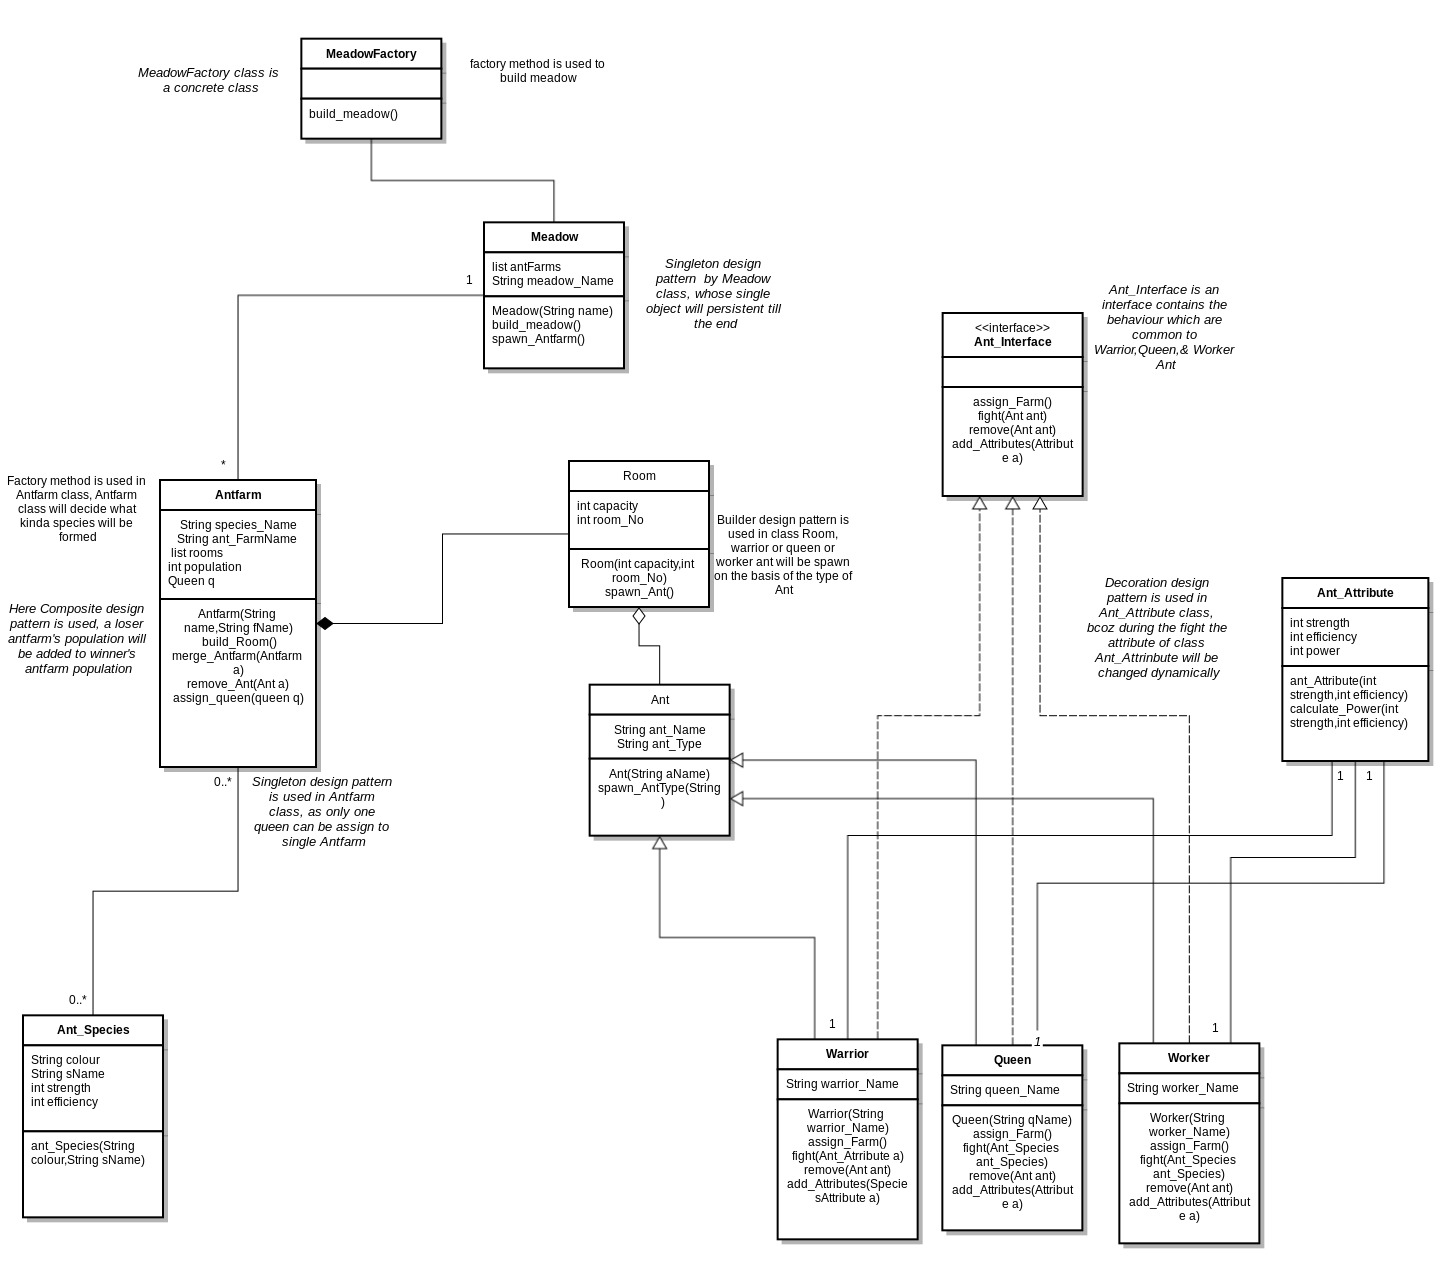 MeadowFactory
build_meadow()
MeadowFactory class is
a concrete class
factory method is used to
build meadow
Meadow
list antFarms
String meadow_Name
Meadow(String name)
build_meadow()
spawn_Antfarm()
1
*
Singleton design
pattern  by Meadow
class, whose single
object will persistent till
the end
<<interface>>
Ant_Interface
assign_Farm()
fight(Ant ant)
remove(Ant ant)
add_Attributes(Attribut
e a)
Ant_Interface is an
interface contains the
behaviour which are
common to
Warrior,Queen,& Worker
Ant
Factory method is used in
Antfarm class, Antfarm
class will decide what
kinda species will be
formed
Here Composite design
pattern is used, a loser
antfarm's population will
be added to winner's
antfarm population
Antfarm
String species_Name
String ant_FarmName
list rooms
int population
Queen q
Antfarm(String
name,String fName)
build_Room()
merge_Antfarm(Antfarm
a)
remove_Ant(Ant a)
assign_queen(queen q)
Room
int capacity
int room_No
Room(int capacity,int
room_No)
spawn_Ant()
Builder design pattern is
used in class Room,
warrior or queen or
worker ant will be spawn
on the basis of the type of
Ant
Decoration design
pattern is used in
Ant_Attribute class,
bcoz during the fight the
attribute of class
Ant_Attrinbute will be
changed dynamically
Ant_Attribute
int strength
int efficiency
int power
ant_Attribute(int
strength,int efficiency)
calculate_Power(int
strength,int efficiency)
1
1
Ant
String ant_Name
String ant_Type
Ant(String aName)
spawn_AntType(String
)
0..*
Singleton design pattern
is used in Antfarm
class, as only one
queen can be assign to
single Antfarm
0..*
Ant_Species
String colour
String sName
int strength
int efficiency
ant_Species(String
colour,String sName)
1
Warrior
String warrior_Name
Warrior(String
warrior_Name)
assign_Farm()
fight(Ant_Atrribute a)
remove(Ant ant)
add_Attributes(Specie
sAttribute a)
1
Queen
String queen_Name
Queen(String qName)
assign_Farm()
fight(Ant_Species
ant_Species)
remove(Ant ant)
add_Attributes(Attribut
e a)
1
Worker
String worker_Name
Worker(String
worker_Name)
assign_Farm()
fight(Ant_Species
ant_Species)
remove(Ant ant)
add_Attributes(Attribut
e a)